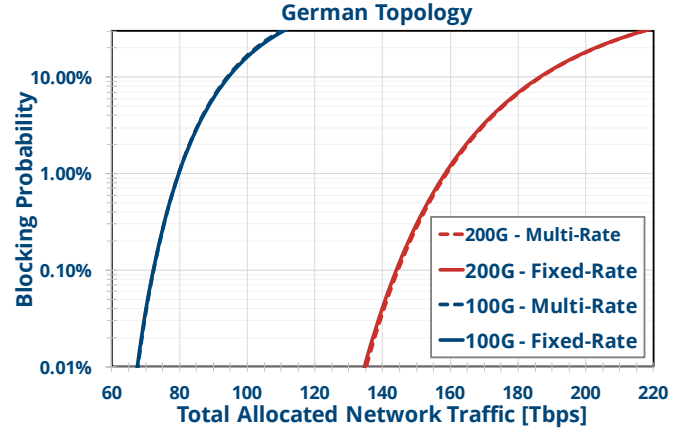 German Topology
Blocking Probability
10.00%
1.00%
0.10%
0.01%
200G - Multi-Rate
200G - Fixed-Rate
100G - Multi-Rate
100G - Fixed-Rate
60 80 100 120 140 160 180 200 220
Total Allocated Network Traffic [Tbps]